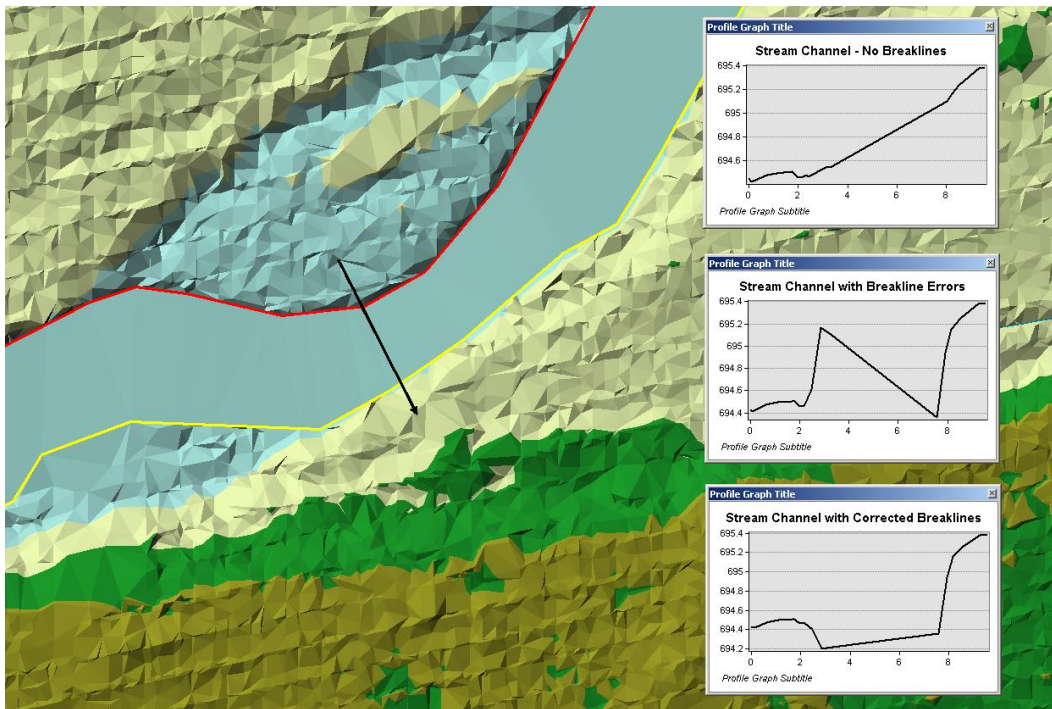 Profile Graph Title
Stream Channel - No Breaklines
695.4
695.2
695
694.8
694.6
0 2 4 6 8
Profile Graph Subtitle
Profile Graph Title
Stream Channel with Breakline Errors
695.4
695.2
695
694.8
694.6
694.4
0 2 4 6 8
Profile Graph Subtitle
Profile Graph Title
Stream Channel with Corrected Breaklines
695.4
695.2
695
694.8
694.6
694.4
694.2
0 2 4 6 8
Profile Graph Subtitle